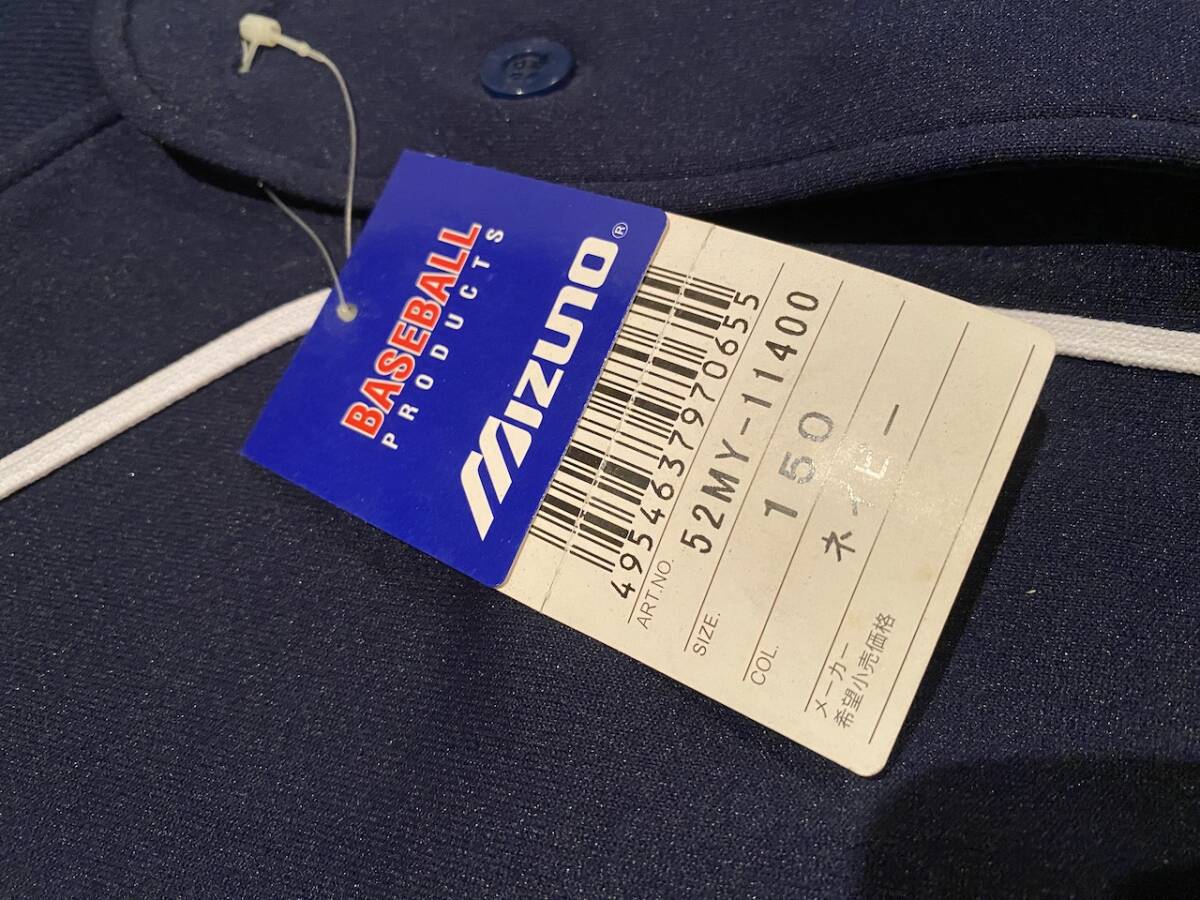 BASEBALL
PRODUCTS
MIZUNO®
4954637970655
ART.NO. 52MY-11400
SIZE. 150
COL. ネイビー
メーカー
希望小売価格